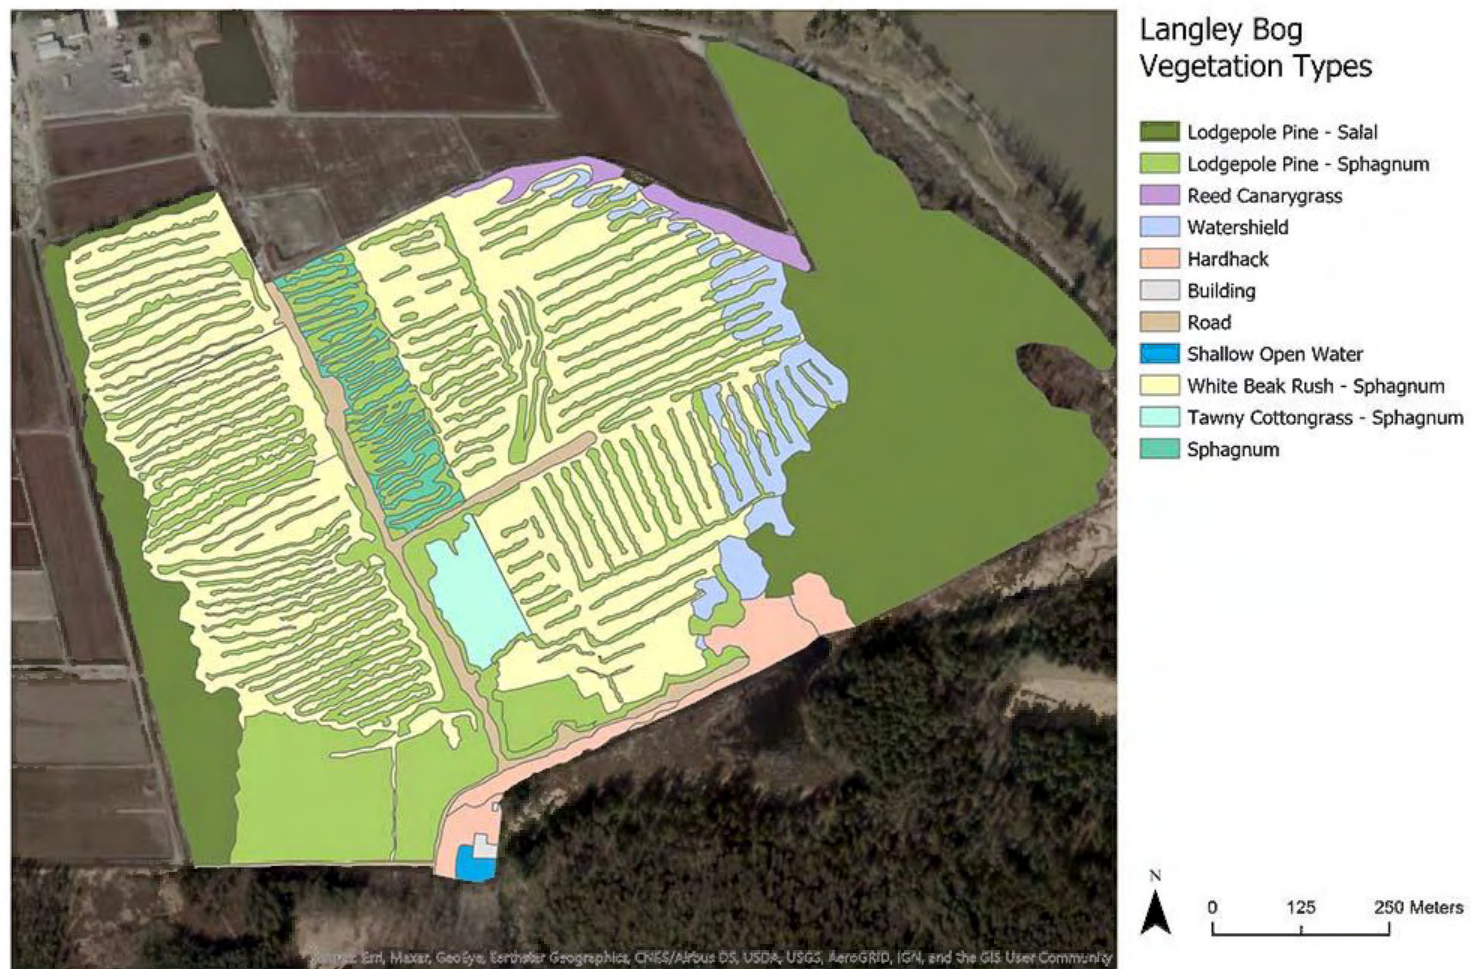 Langley Bog
Vegetation Types
Lodgepole Pine - Salal
Lodgepole Pine - Sphagnum
Reed Canarygrass
Watershield
Hardhack
Building
Road
Shallow Open Water
White Beak Rush - Sphagnum
Tawny Cottongrass - Sphagnum
Sphagnum
N
0 125 250 Meters
Esri, Maxar, GeoEye, Earthstar Geographics, CNES/Airbus DS, USDA, USGS, AeroGRID, IGN, and the GIS User Community